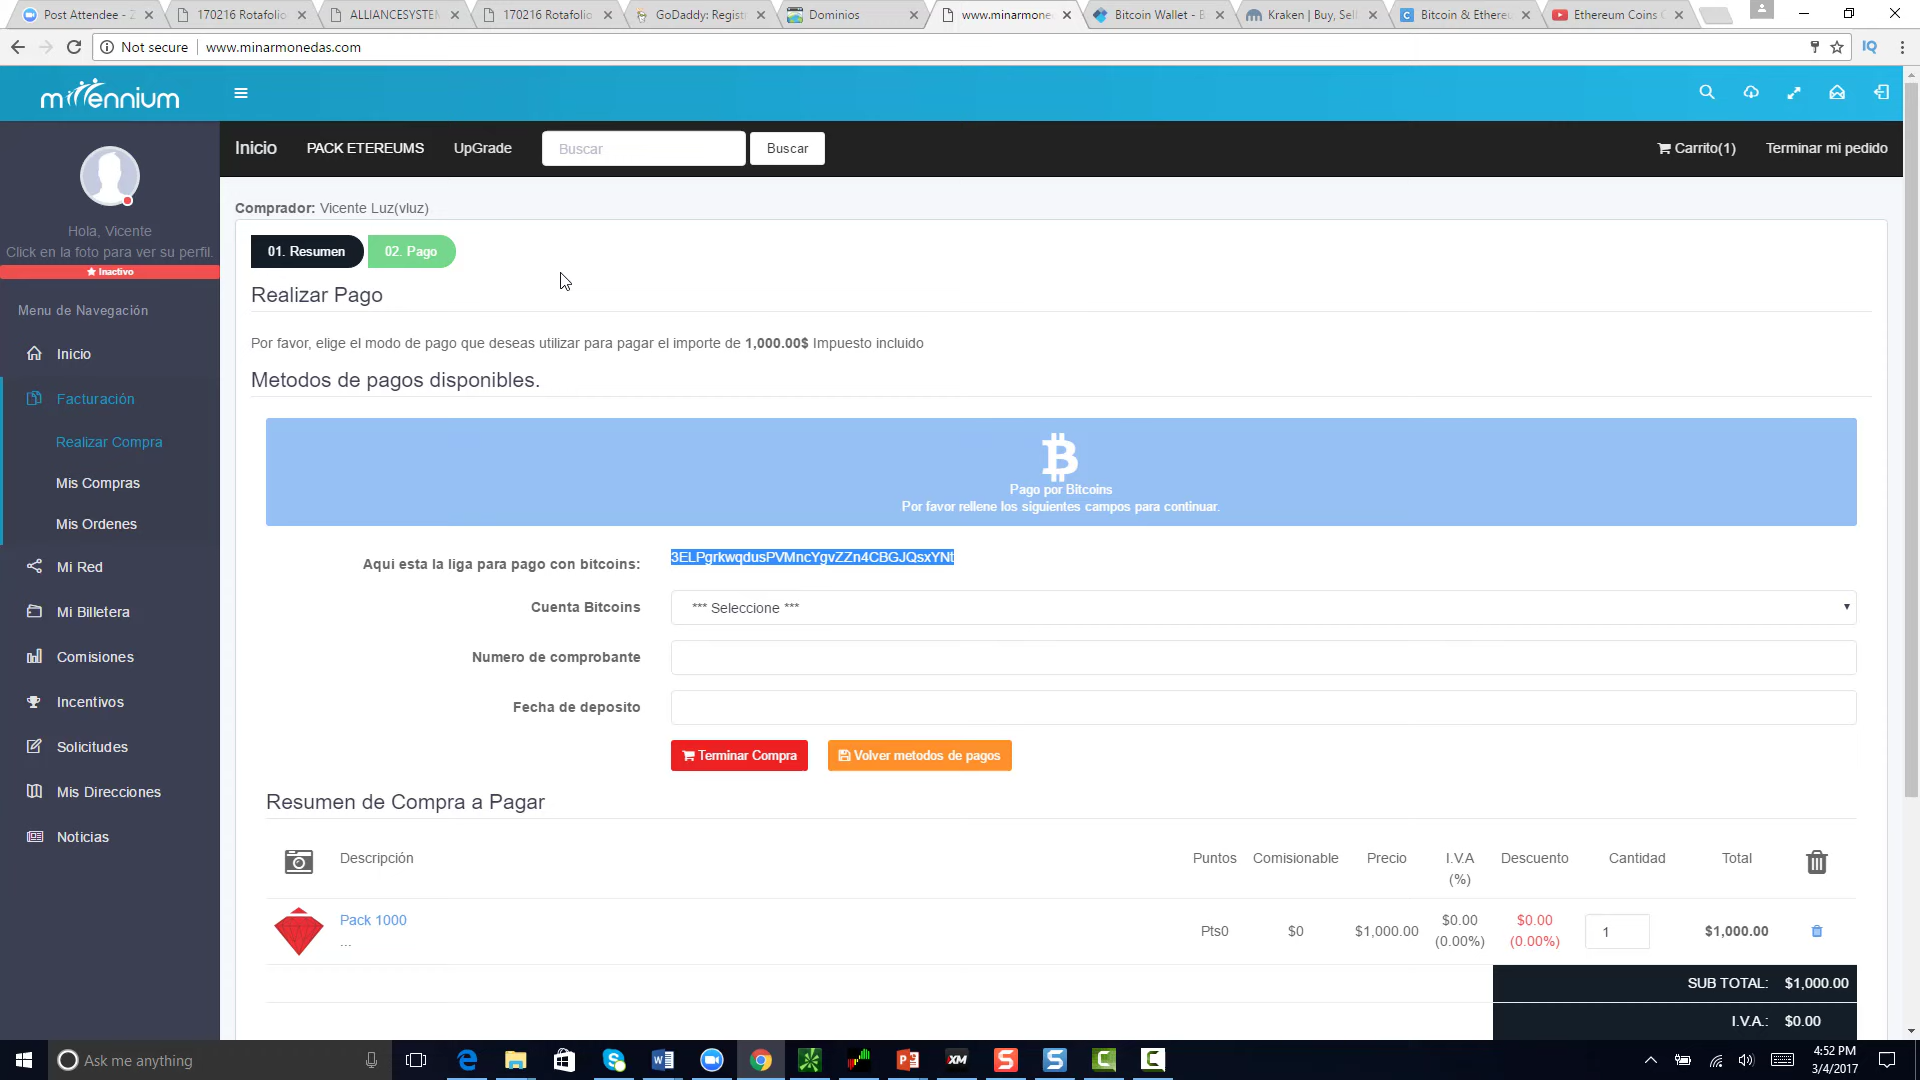 Post Attendee - Z
170216 Rotafolio
ALLIANCESYSTEM
170216 Rotafolio
GoDaddy: Registr
Dominios
www.minarmoned
Bitcoin Wallet - B
Kraken | Buy, Sell
Bitcoin & Ethereu
Ethereum Coins C
Not secure
www.minarmonedas.com
IQ
millennium
Inicio
PACK ETEREUMS
UpGrade
Buscar
Buscar
Carrito(1)
Terminar mi pedido
Hola, Vicente
Click en la foto para ver su perfil.
Inactivo
Menu de Navegación
Inicio
Facturación
Realizar Compra
Mis Compras
Mis Ordenes
Mi Red
Mi Billetera
Comisiones
Incentivos
Solicitudes
Mis Direcciones
Noticias
Comprador: Vicente Luz(vluz)
01. Resumen
02. Pago
Realizar Pago
Por favor, elige el modo de pago que deseas utilizar para pagar el importe de 1,000.00$ Impuesto incluido
Metodos de pagos disponibles.
Pago por Bitcoins
Por favor rellene los siguientes campos para continuar.
Aqui esta la liga para pago con bitcoins: 3ELPgrkwqdusPVMncYgvZZn4CBGJQsxYNt
Cuenta Bitcoins
*** Seleccione ***
Numero de comprobante
Fecha de deposito
Terminar Compra
Volver metodos de pagos
Resumen de Compra a Pagar
Descripción
Puntos
Comisionable
Precio
I.V.A
(%)
Descuento
Cantidad
Total
Pack 1000
...
Pts0
$0
$1,000.00
$0.00
(0.00%)
$0.00
(0.00%)
1
$1,000.00
SUB TOTAL: $1,000.00
I.V.A.: $0.00
Ask me anything
XM
4:52 PM
3/4/2017